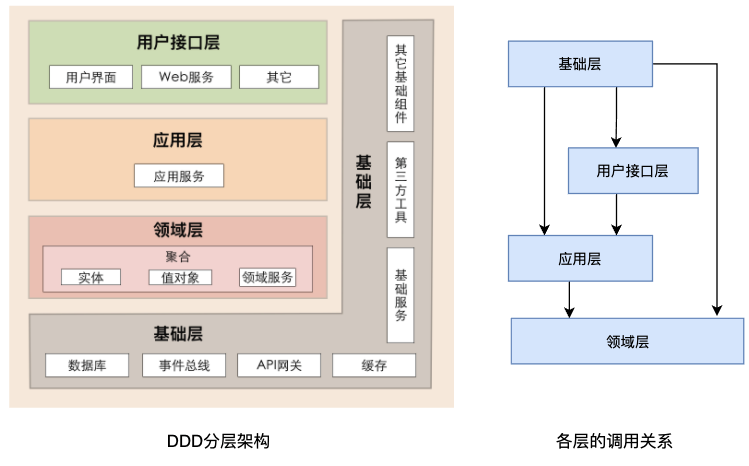 用户接口层
用户界面
Web服务
其它
应用层
应用服务
领域层
聚合
实体
值对象
领域服务
基础层
数据库
事件总线
API网关
缓存
基础层
其它基础组件
第三方工具
基础服务
DDD分层架构
基础层
用户接口层
应用层
领域层
各层的调用关系